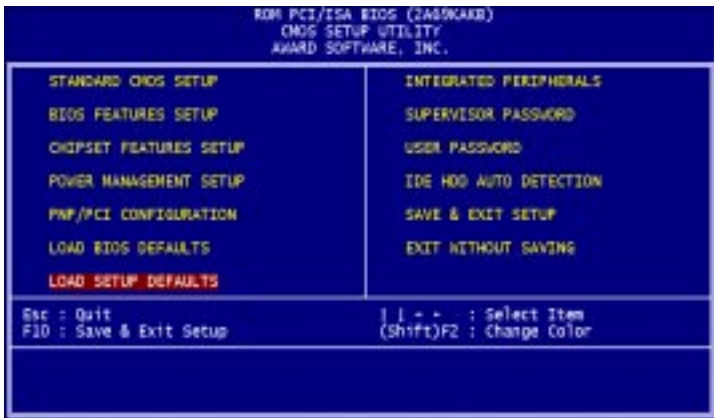 ROM PCI/ISA BIOS (2A69KAKB)
CMOS SETUP UTILITY
AWARD SOFTWARE, INC.
STANDARD CMOS SETUP
BIOS FEATURES SETUP
CHIPSET FEATURES SETUP
POWER MANAGEMENT SETUP
PNP/PCI CONFIGURATION
LOAD BIOS DEFAULTS
LOAD SETUP DEFAULTS
INTEGRATED PERIPHERALS
SUPERVISOR PASSWORD
USER PASSWORD
IDE HDD AUTO DETECTION
SAVE & EXIT SETUP
EXIT WITHOUT SAVING
Esc : Quit
F10 : Save & Exit Setup
: Select Item
(Shift)F2 : Change Color